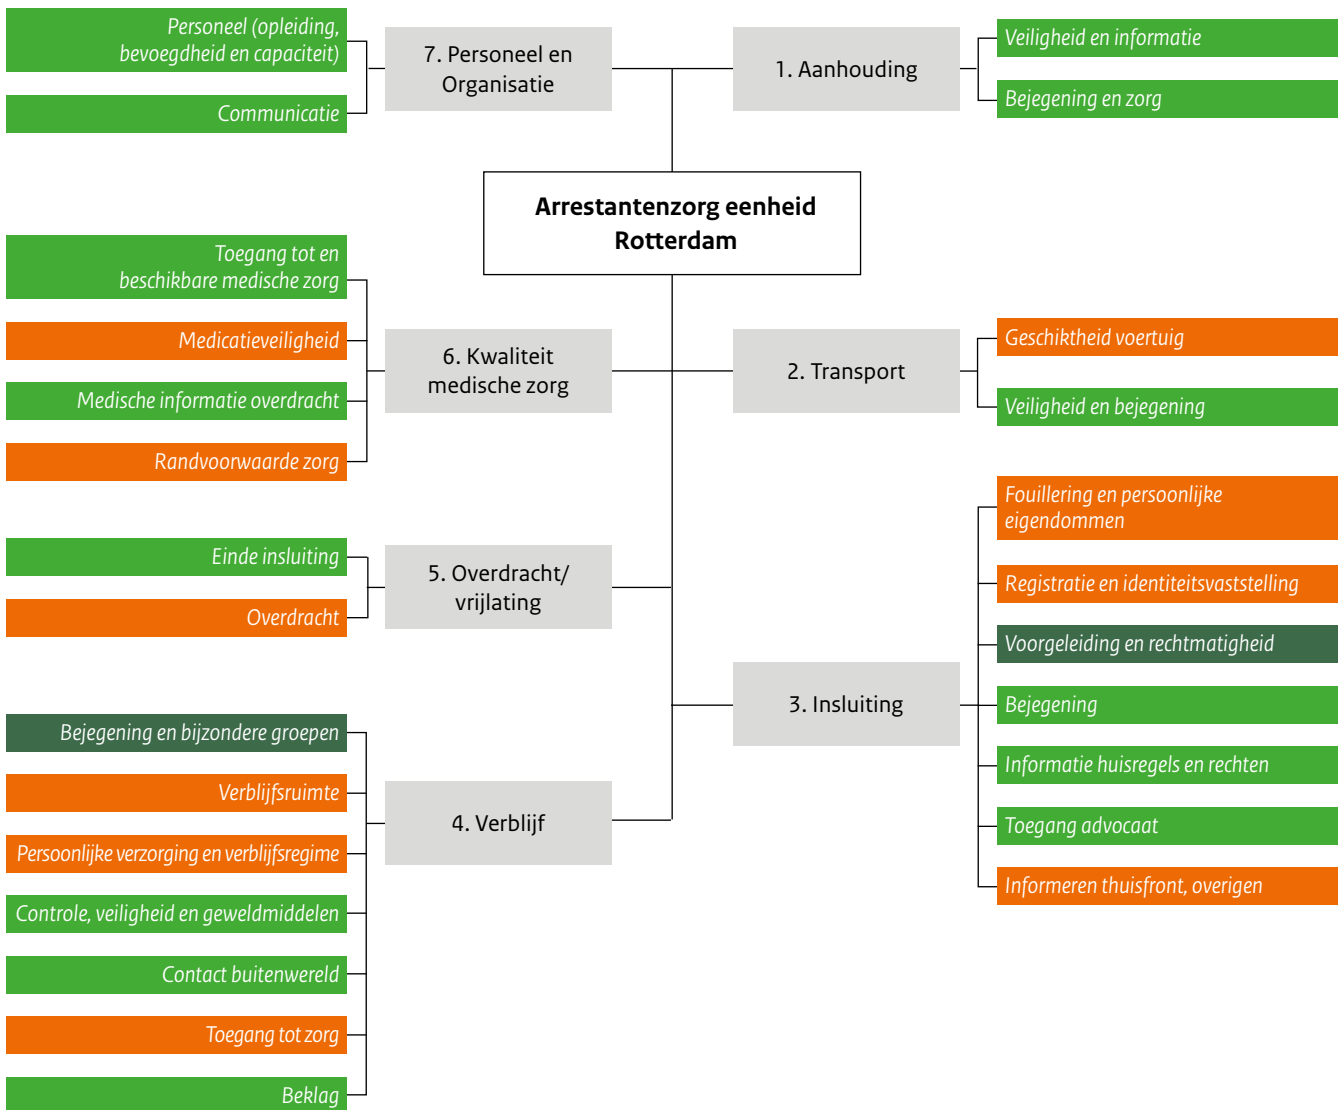 Personeel (opleiding,
bevoegdheid en capaciteit)
Communicatie
7. Personeel en
Organisatie
1. Aanhouding
Veiligheid en informatie
Bejegening en zorg
Arrestantenzorg eenheid
Rotterdam
Toegang tot en
beschikbare medische zorg
Medicatieveiligheid
Medische informatie overdracht
Randvoorwaarde zorg
6. Kwaliteit
medische zorg
2. Transport
Geschiktheid voertuig
Veiligheid en bejegening
Einde insluiting
Overdracht
5. Overdracht/
vrijlating
3. Insluiting
Fouillering en persoonlijke
eigendommen
Registratie en identiteitsvaststelling
Voorgeleiding en rechtmatigheid
Bejegening
Informatie huisregels en rechten
Toegang advocaat
Informeren thuisfront, overigen
Bejegening en bijzondere groepen
Verblijfsruimte
Persoonlijke verzorging en verblijfsregime
Controle, veiligheid en geweldmiddelen
Contact buitenwereld
Toegang tot zorg
Beklag
4. Verblijf